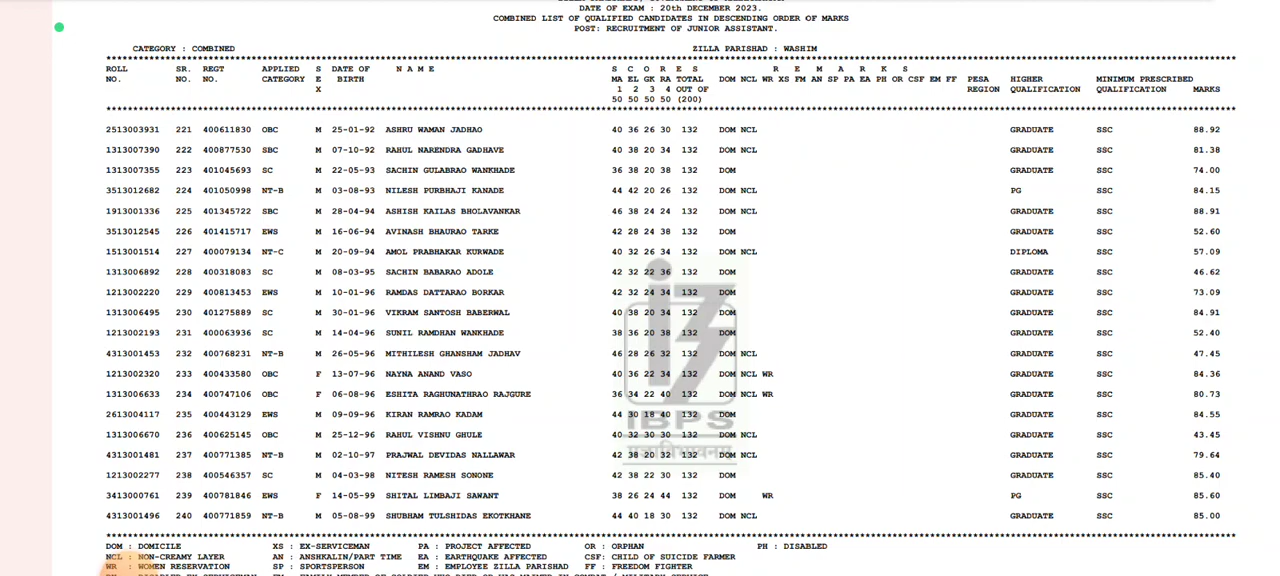 DATE OF EXAM : 20th DECEMBER 2023.
COMBINED LIST OF QUALIFIED CANDIDATES IN DESCENDING ORDER OF MARKS
POST: RECRUITMENT OF JUNIOR ASSISTANT.
CATEGORY : COMBINED ZILLA PARISHAD : WASHIM
ROLL SR. REGT APPLIED S DATE OF N A M E S C O R E S R E M A R K S HIGHER MINIMUM PRESCRIBED
NO. NO. NO. CATEGORY E BIRTH MA EL GK RA TOTAL DOM NCL WR XS FM AN SP PA EA PH OR CSF EM FF PESA QUALIFICATION QUALIFICATION MARKS
X 1 2 3 4 OUT OF REGION
50 50 50 50 (200)
2513003931 221 400611830 OBC M 25-01-92 ASHRU WAMAN JADHAO 40 36 26 30 132 DOM NCL GRADUATE SSC 88.92
1313007390 222 400877530 SBC M 07-10-92 RAHUL NARENDRA GADHAVE 40 38 20 34 132 DOM NCL GRADUATE SSC 81.38
1313007355 223 401045693 SC M 22-05-93 SACHIN GULABRAO WANKHADE 36 38 20 38 132 DOM GRADUATE SSC 74.00
3513012682 224 401050998 NT-B M 03-08-93 NILESH PURBHAJI KANADE 44 42 20 26 132 DOM NCL PG SSC 84.15
1913001336 225 401345722 SBC M 28-04-94 ASHISH KAILAS BHOLAVANKAR 46 38 24 24 132 DOM NCL GRADUATE SSC 88.91
3513012545 226 401415717 EWS M 16-06-94 AVINASH BHAURAO TARKE 42 28 24 38 132 DOM GRADUATE SSC 52.60
1513001514 227 400079134 NT-C M 20-09-94 AMOL PRABHAKAR KURWADE 40 32 26 34 132 DOM NCL DIPLOMA SSC 57.09
1313006892 228 400318083 SC M 08-03-95 SACHIN BABARAO ADOLE 42 32 22 36 132 DOM GRADUATE SSC 46.62
1213002220 229 400813453 EWS M 10-01-96 RAMDAS DATTARAO BORKAR 42 32 24 34 132 DOM GRADUATE SSC 73.09
1313006495 230 401275889 SC M 30-01-96 VIKRAM SANTOSH BABERWAL 40 38 20 34 132 DOM GRADUATE SSC 84.91
1213002193 231 400063936 SC M 14-04-96 SUNIL RAMDHAN WANKHADE 38 36 20 38 132 DOM GRADUATE SSC 52.40
4313001453 232 400768231 NT-B M 26-05-96 MITHILESH GHANSHAM JADHAV 46 28 26 32 132 DOM NCL GRADUATE SSC 47.45
1213002320 233 400433580 OBC F 13-07-96 NAYNA ANAND VASO 40 36 22 34 132 DOM NCL WR GRADUATE SSC 84.36
1313006633 234 400747106 OBC F 06-08-96 ESHITA RAGHUNATHRAO RAJGURE 36 34 22 40 132 DOM NCL WR GRADUATE SSC 80.73
2613004117 235 400443129 EWS M 09-09-96 KIRAN RAMRAO KADAM 44 30 18 40 132 DOM GRADUATE SSC 84.55
1313006670 236 400625145 OBC M 25-12-96 RAHUL VISHNU GHULE 40 32 30 30 132 DOM NCL GRADUATE SSC 43.45
4313001481 237 400771385 NT-B M 02-10-97 PRAJWAL DEVIDAS NALLAWAR 42 38 20 32 132 DOM NCL GRADUATE SSC 79.64
1213002277 238 400546357 SC M 04-03-98 NITESH RAMESH SONONE 42 38 22 30 132 DOM GRADUATE SSC 85.40
3413000761 239 400781846 EWS F 14-05-99 SHITAL LIMBAJI SAWANT 38 26 24 44 132 DOM WR PG SSC 85.60
4313001496 240 400771859 NT-B M 05-08-99 SHUBHAM TULSHIDAS EKOTKHANE 44 40 18 30 132 DOM NCL GRADUATE SSC 85.00
IBPS
DOM : DOMICILE XS : EX-SERVICEMAN PA : PROJECT AFFECTED OR : ORPHAN PH : DISABLED
NCL : NON-CREAMY LAYER AN : ANSHKALIN/PART TIME EA : EARTHQUAKE AFFECTED CSF: CHILD OF SUICIDE FARMER
WR : WOMEN RESERVATION SP : SPORTSPERSON EM : EMPLOYEE ZILLA PARISHAD FF : FREEDOM FIGHTER